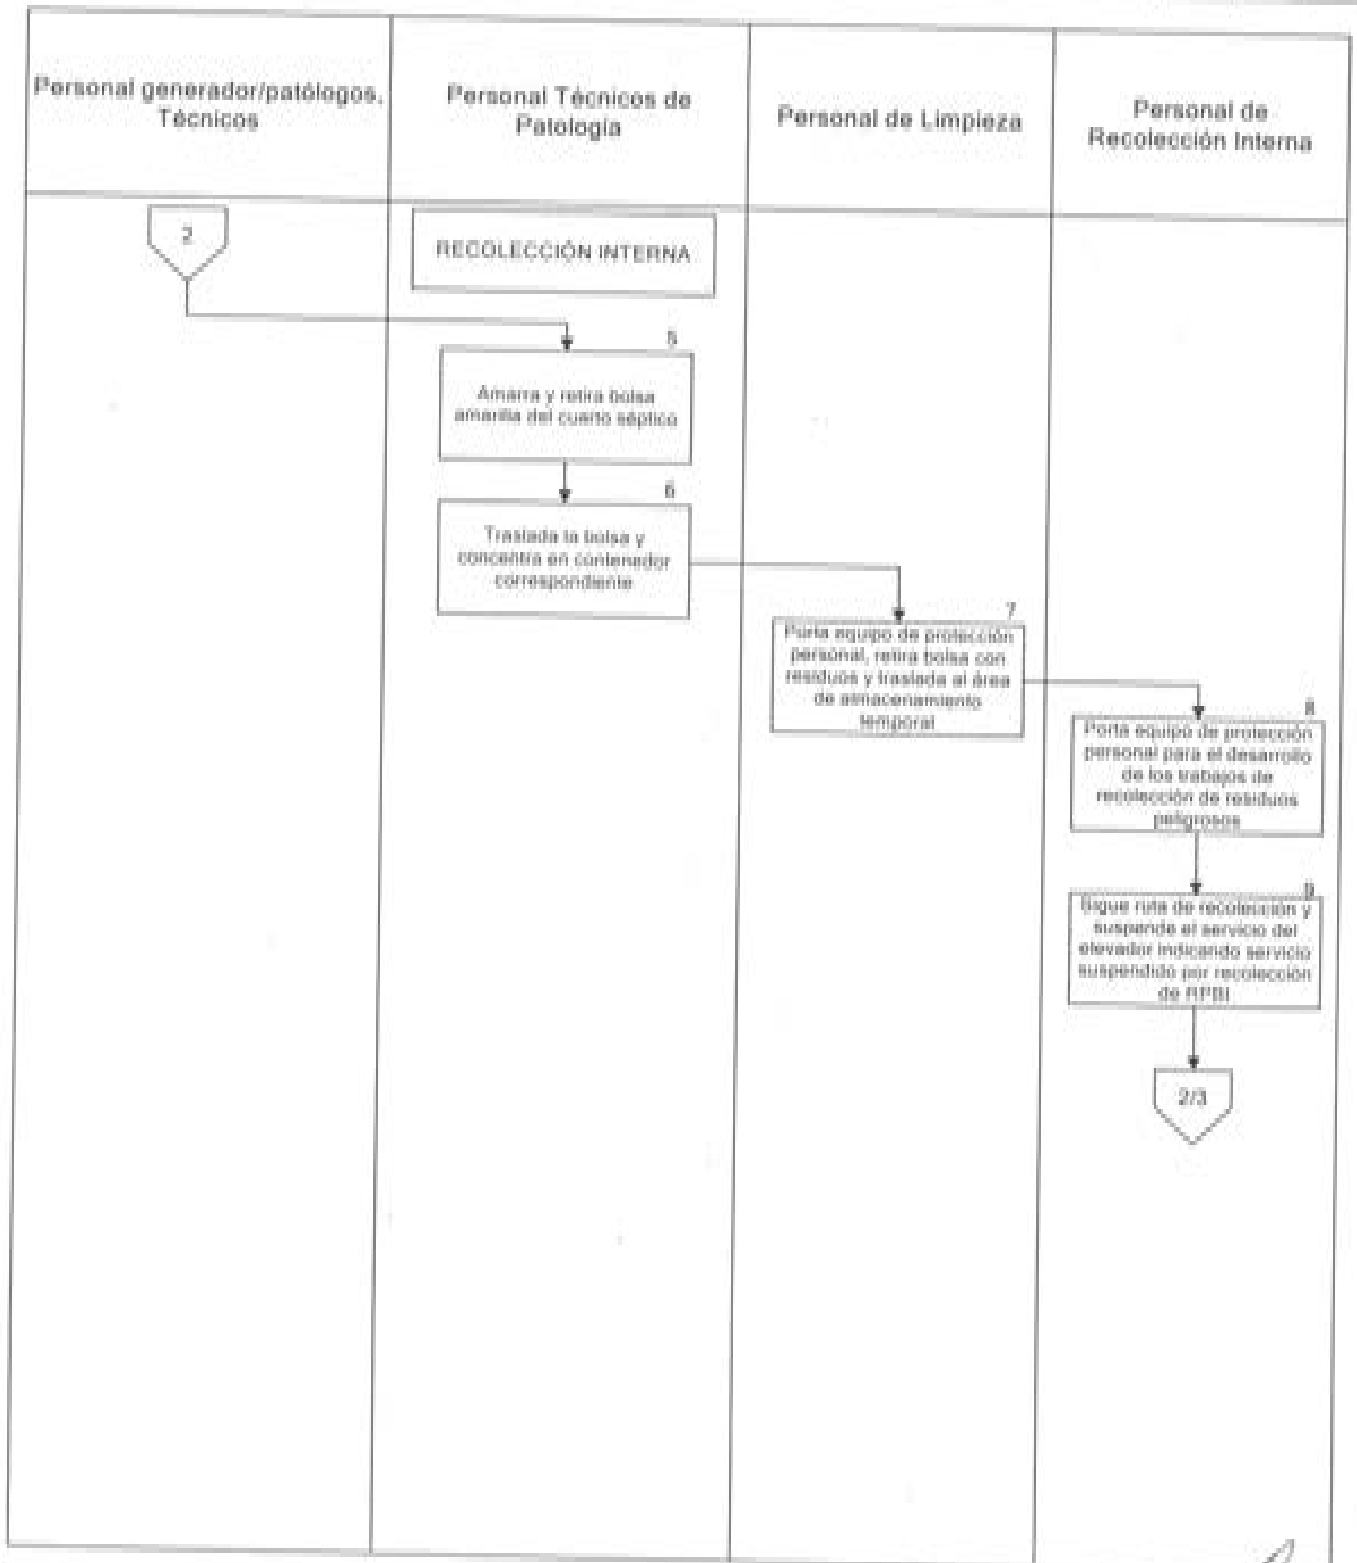 Personal generador/patólogos,
Técnicos
Personal Técnicos de
Patología
Personal de Limpieza
Personal de
Recolección Interna
2
RECOLECCIÓN INTERNA
5
Amarra y retira bolsa
amarilla del cuarto séptico
6
Traslada la bolsa y
concentra en contenedor
correspondiente
7
Porta equipo de protección
personal, retira bolsa con
residuos y traslada al área
de almacenamiento
temporal
8
Porta equipo de protección
personal para el desarrollo
de los trabajos de
recolección de residuos
peligrosos
9
Sigue ruta de recolección y
suspende el servicio del
elevador indicando servicio
suspendido por recolección
de RPBI
2/3